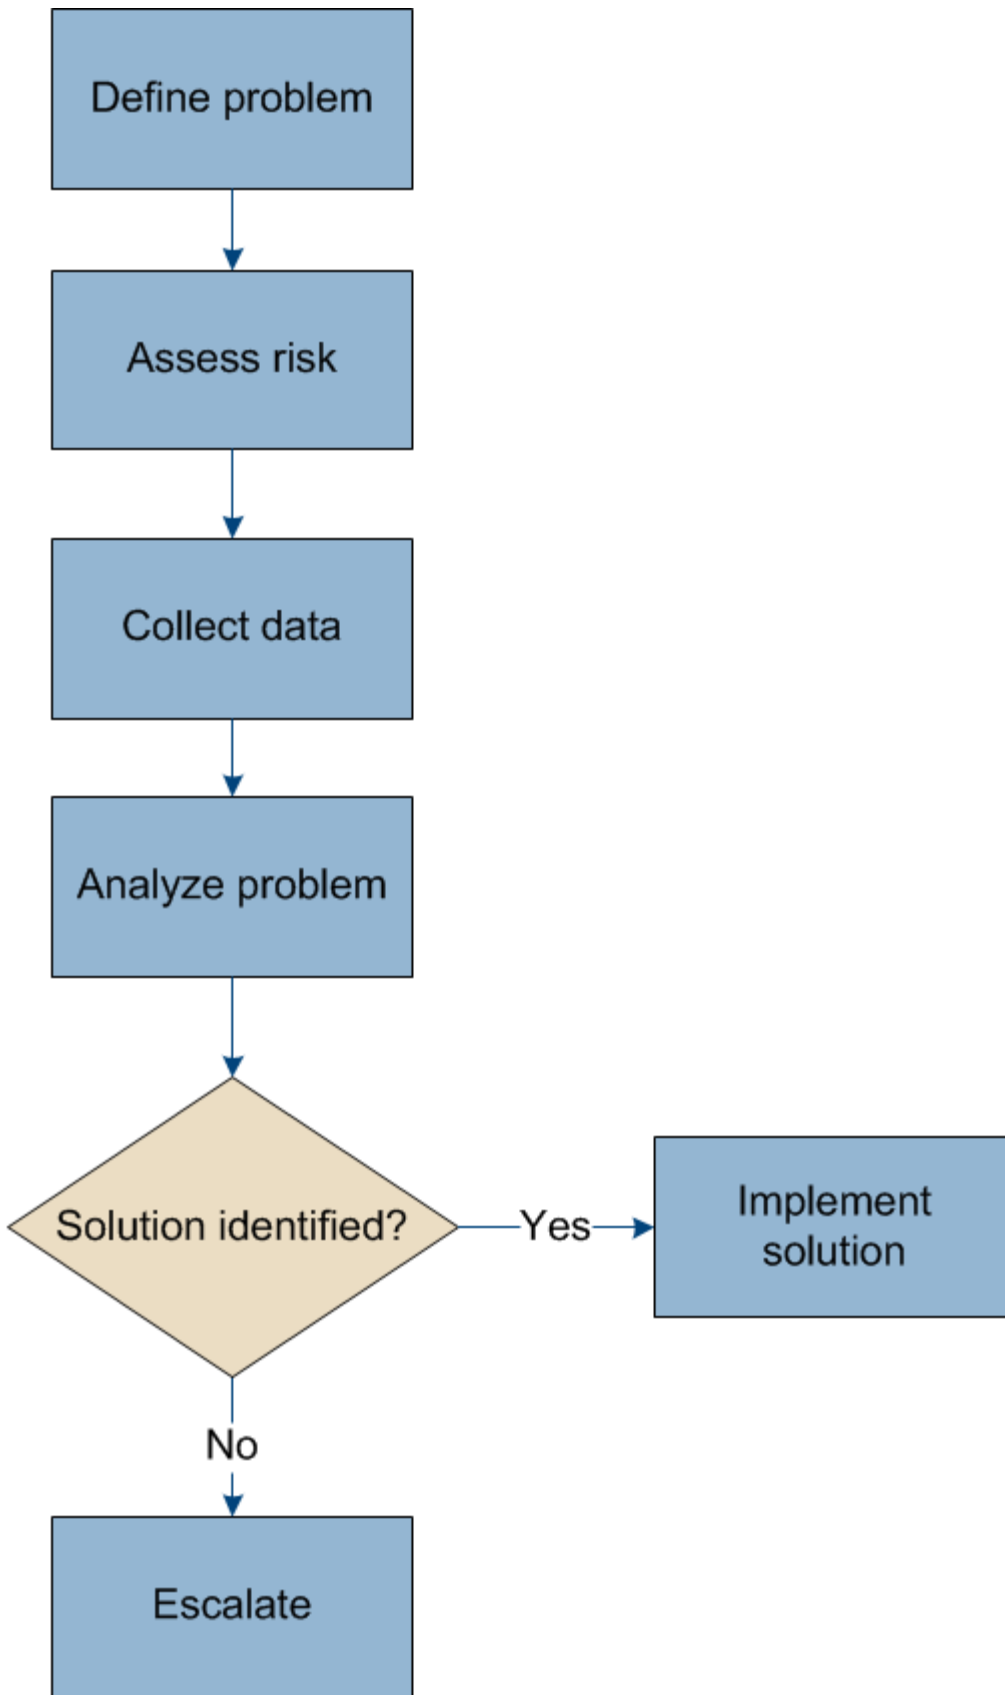 Define problem
Assess risk
Collect data
Analyze problem
Solution identified?
Yes
Implement
solution
No
Escalate